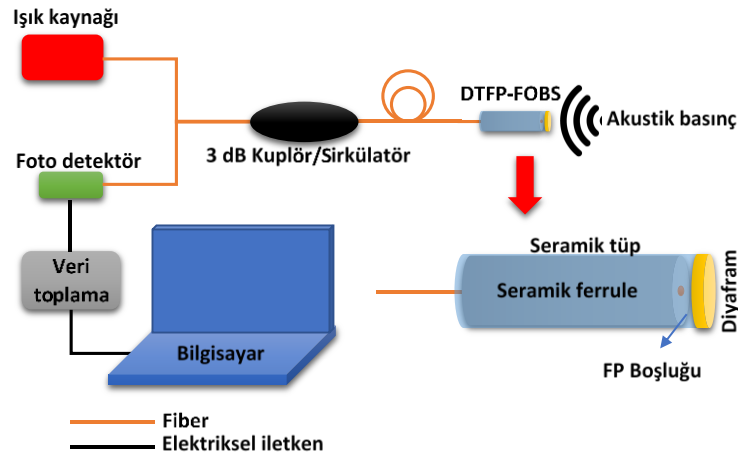 Işık kaynağı
DTFP-FOBS
Akustik basınç
3 dB Kuplör/Sirkülatör
Foto detektör
Veri
toplama
Bilgisayar
Seramik tüp
Seramik ferrule
Diyafram
FP Boşluğu
Fiber
Elektriksel iletken